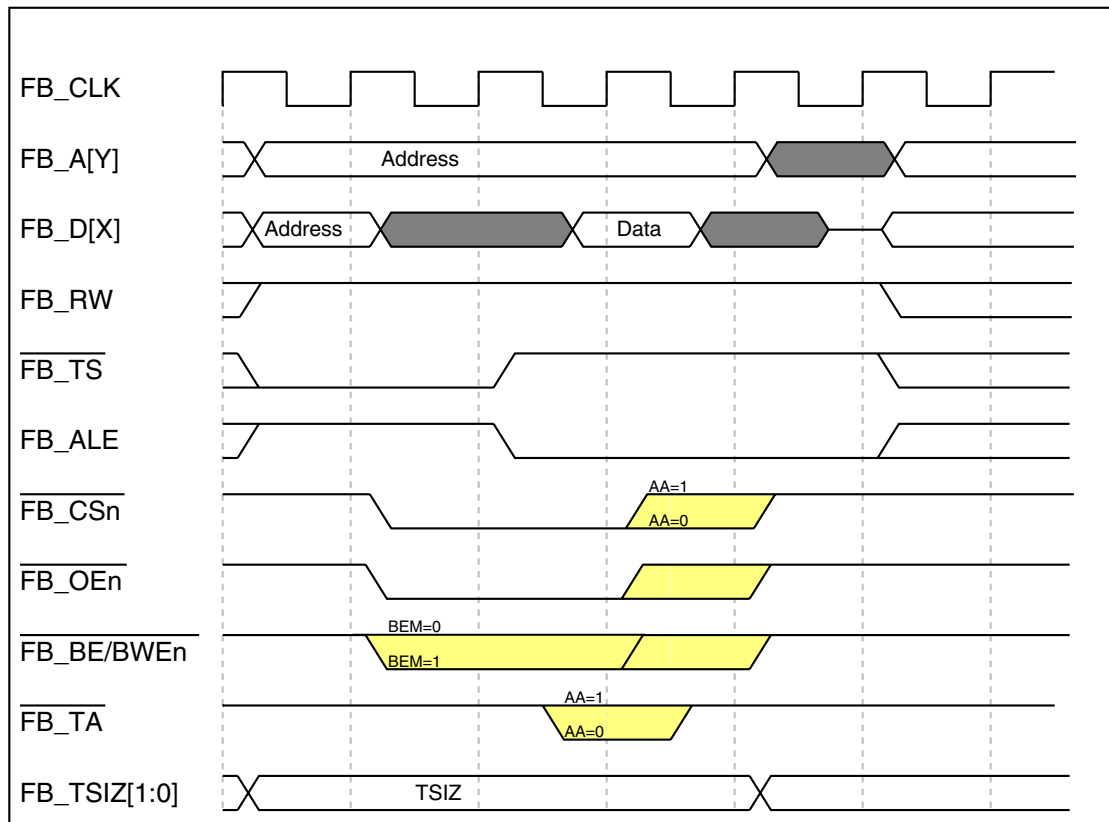 FB_CLK
FB_A[Y]
Address
FB_D[X]
Address
Data
FB_RW
FB_TS
FB_ALE
FB_CSn
AA=1
AA=0
FB_OEn
FB_BE/BWEn
BEM=0
BEM=1
FB_TA
AA=1
AA=0
FB_TSIZ[1:0]
TSIZ